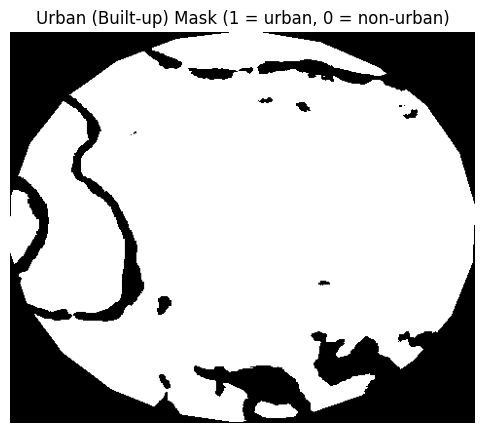 Urban (Built-up) Mask (1 = urban, 0 = non-urban)